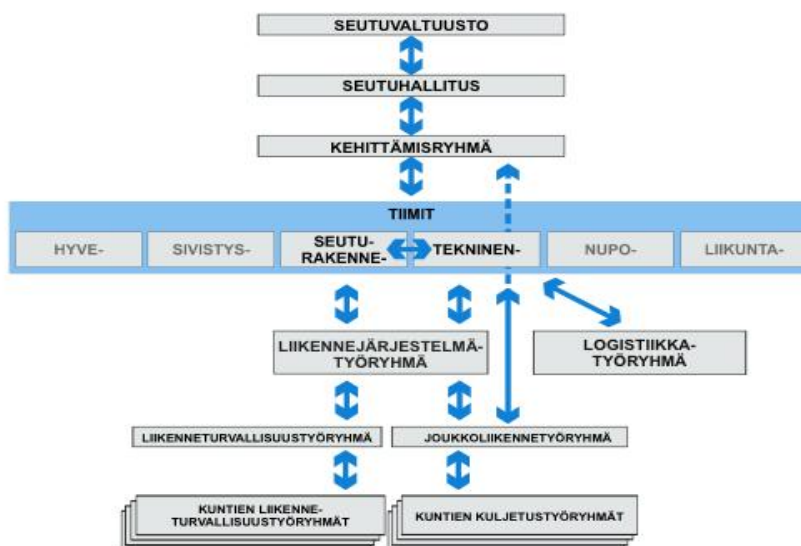 SEUTUVALTUUSTO
SEUTUHALLITUS
KEHITTÄMISRYHMÄ
TIIMIT
HYVE-
SIVISTYS-
SEUTU-
RAKENNE-
TEKNINEN-
NUPO-
LIIKUNTA-
LIIKENNEJÄRJESTELMÄ-
TYÖRYHMÄ
LOGISTIIKKA-
TYÖRYHMÄ
LIIKENNETURVALLISUUSTYÖRYHMÄ
JOUKKOLIIKENNETYÖRYHMÄ
KUNTIEN LIIKENNE-
TURVALLISUUSTYÖRYHMÄT
KUNTIEN KULJETUSTYÖRYHMÄT